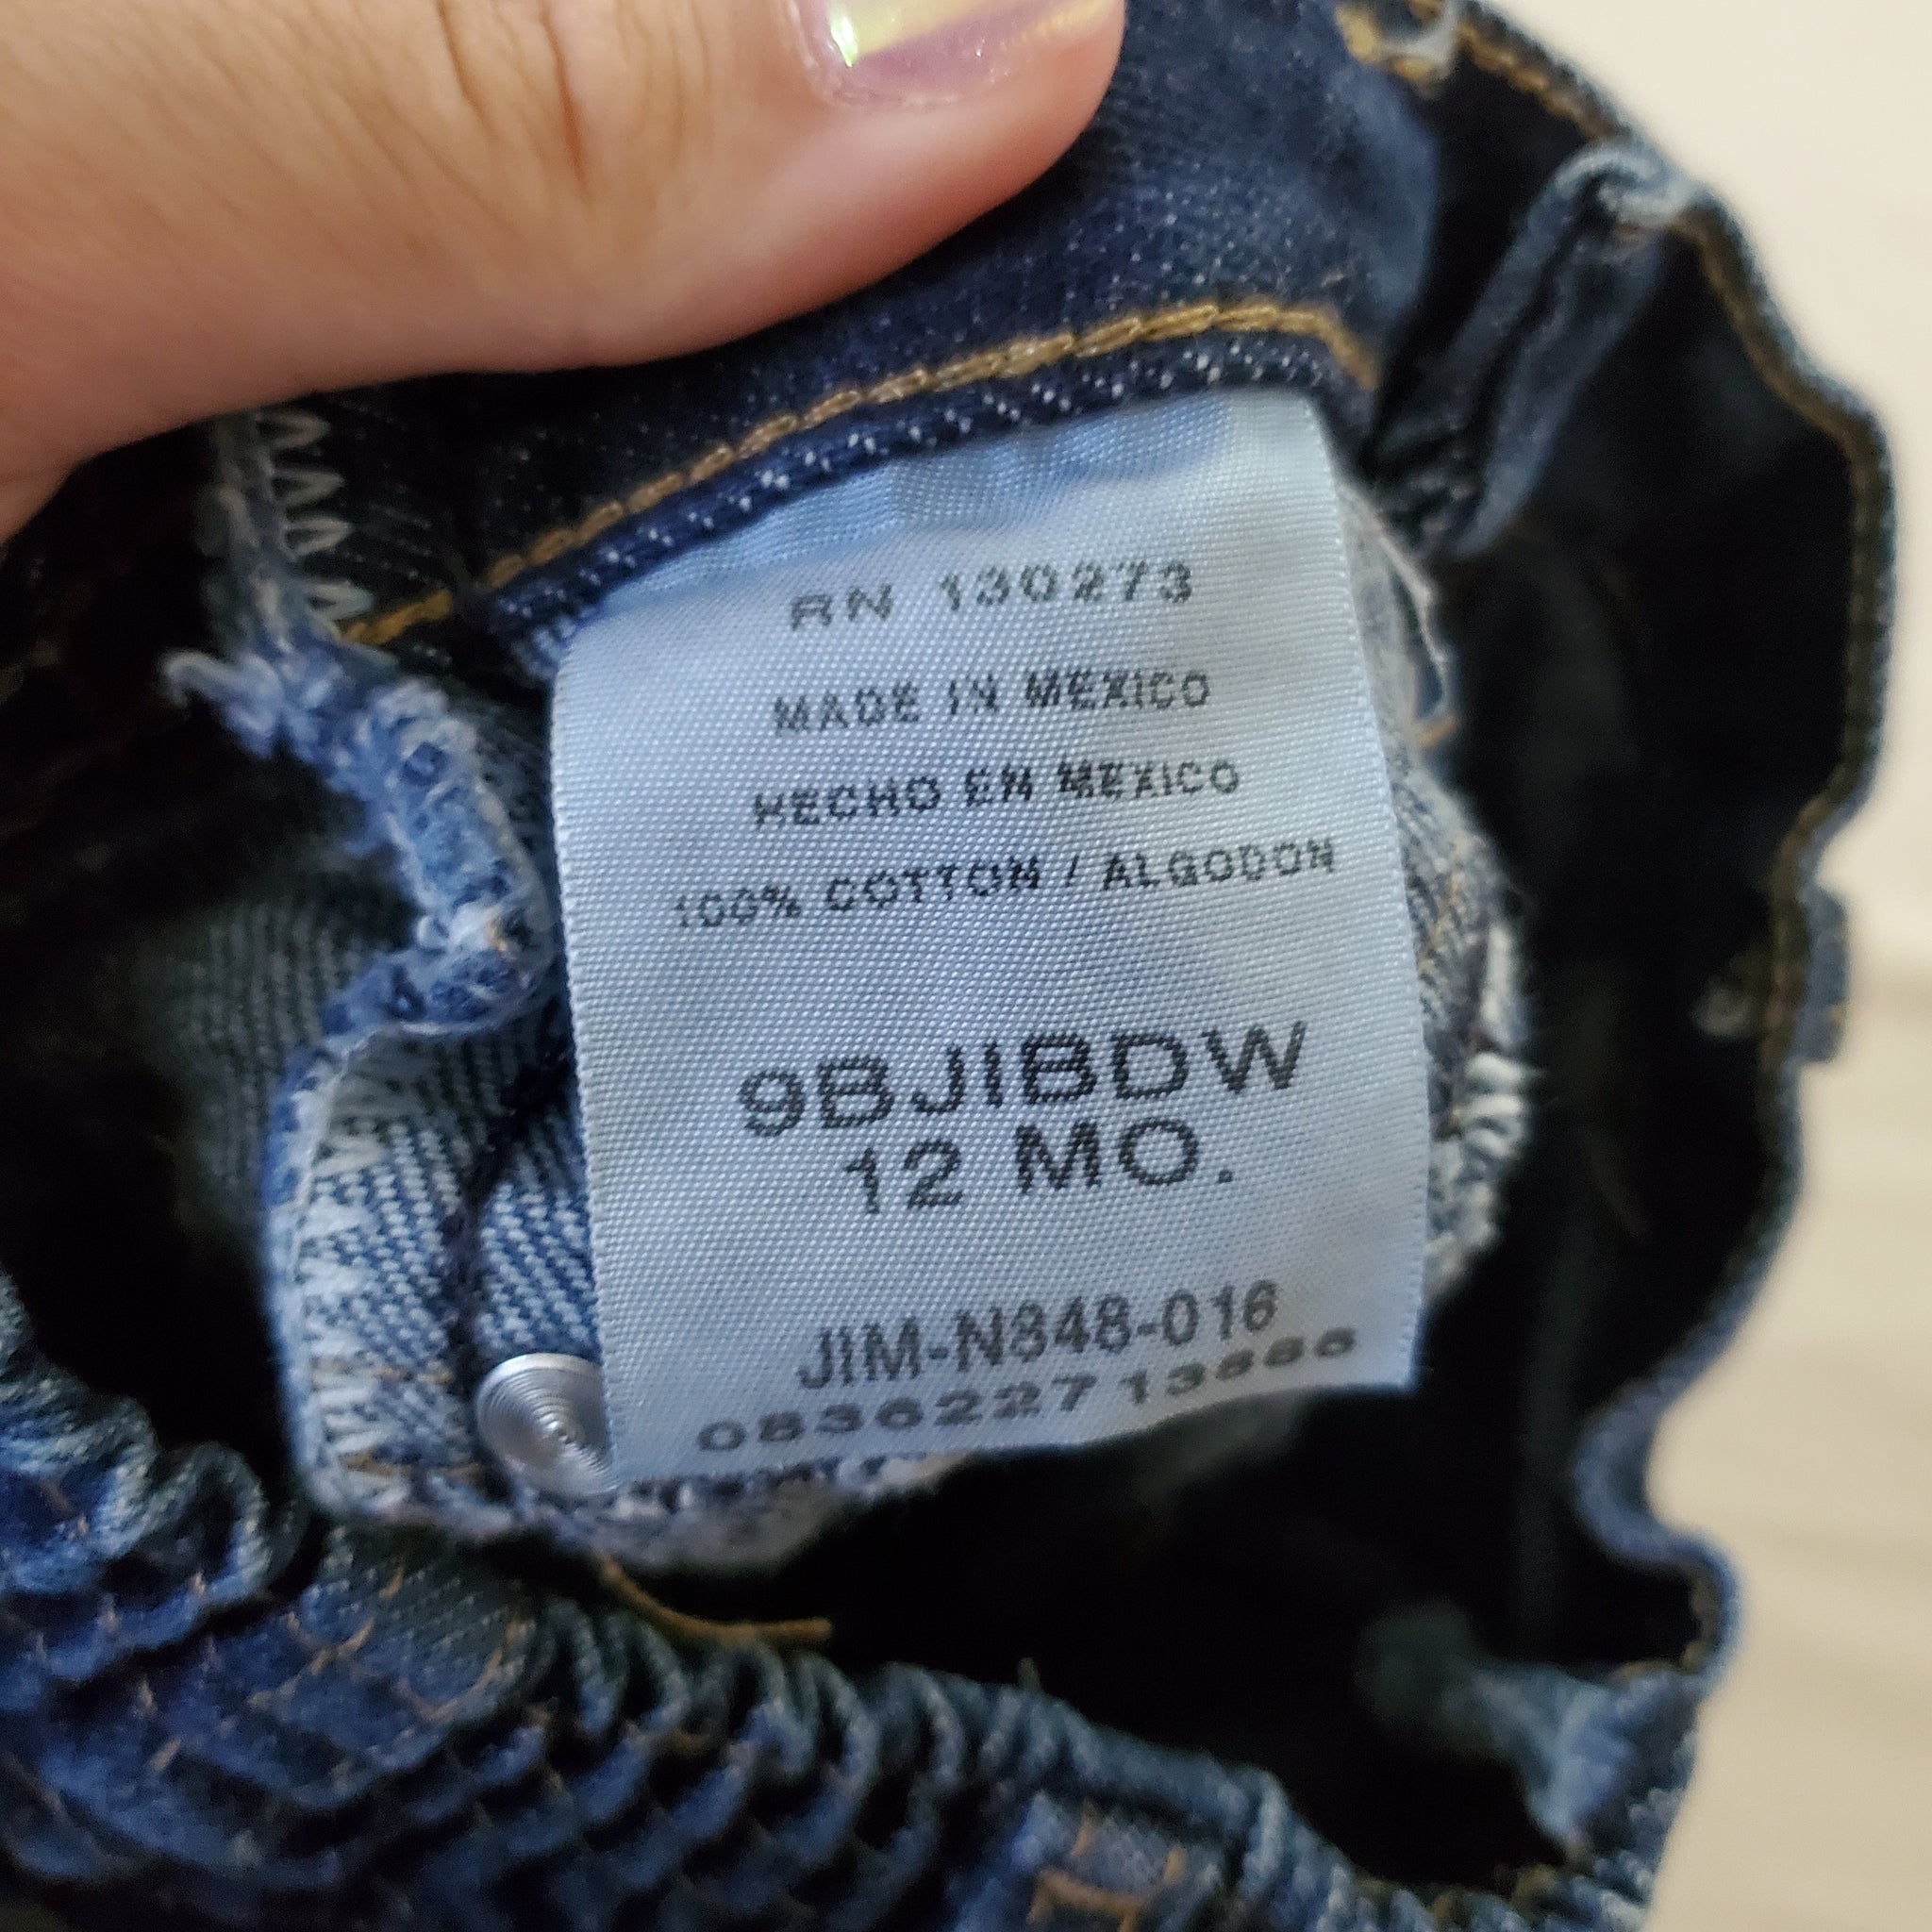 RN 130273
MADE IN MEXICO
HECHO EN MEXICO
100% COTTON / ALGODON
9BJIBDW
12 MO.
JIM-N848-016